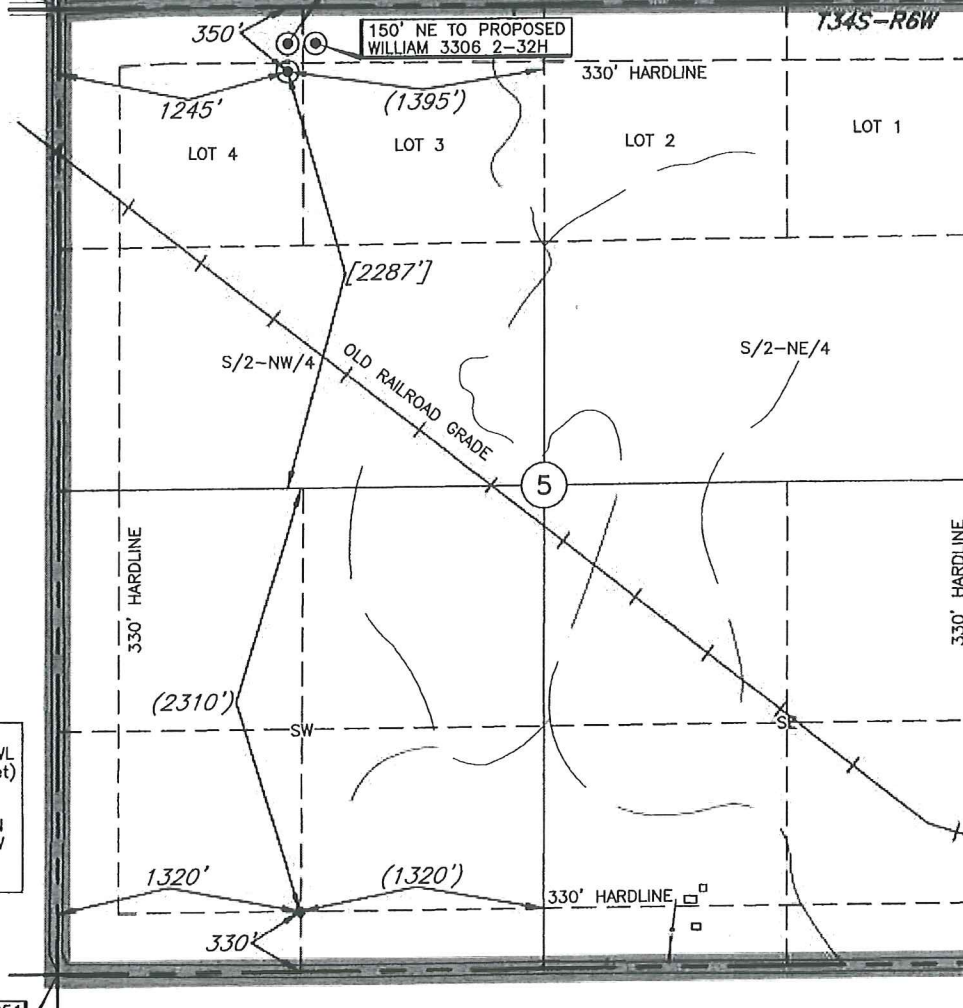 T34S-R6W
350'
150' NE TO PROPOSED
WILLIAM 3306 2-32H
330' HARDLINE
1245'
(1395')
LOT 4
LOT 3
LOT 2
LOT 1
[2287']
S/2-NW/4
OLD RAILROAD GRADE
S/2-NE/4
5
330' HARDLINE
330' HARDLINE
(2310')
SW
SE
1320'
(1320')
330' HARDLINE
330'